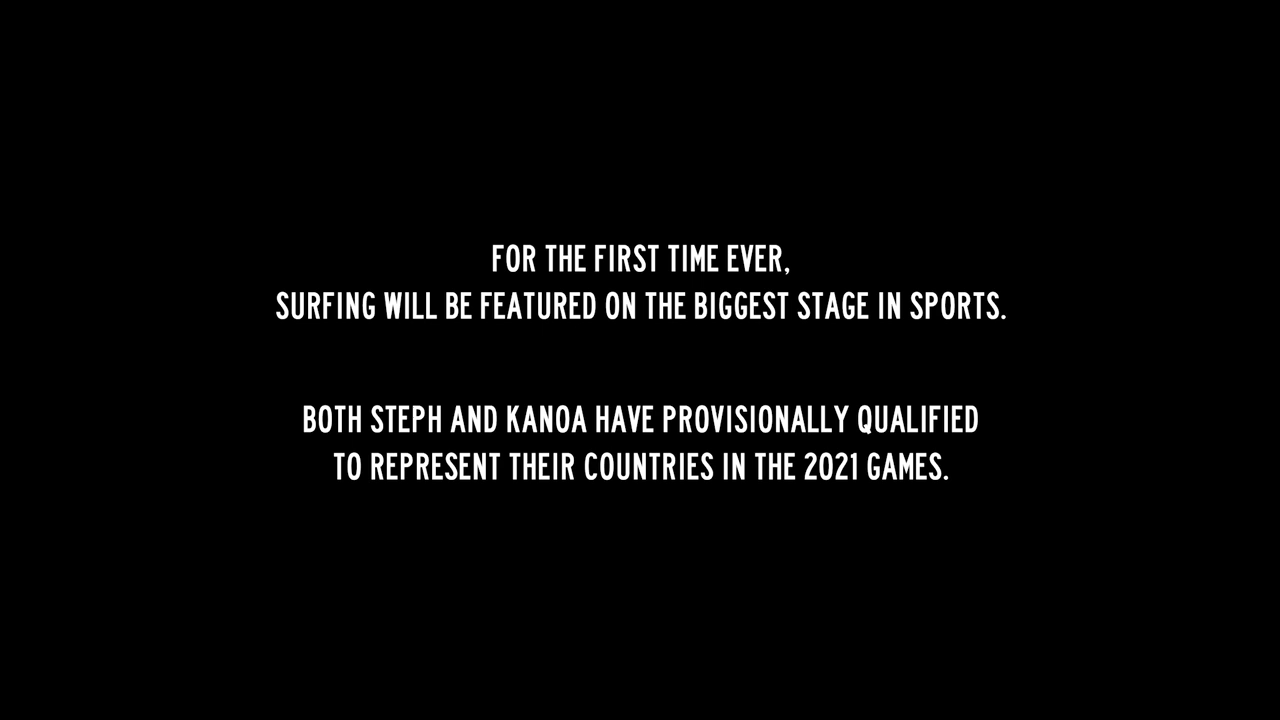 FOR THE FIRST TIME EVER,
SURFING WILL BE FEATURED ON THE BIGGEST STAGE IN SPORTS.
BOTH STEPH AND KANOA HAVE PROVISIONALLY QUALIFIED
TO REPRESENT THEIR COUNTRIES IN THE 2021 GAMES.